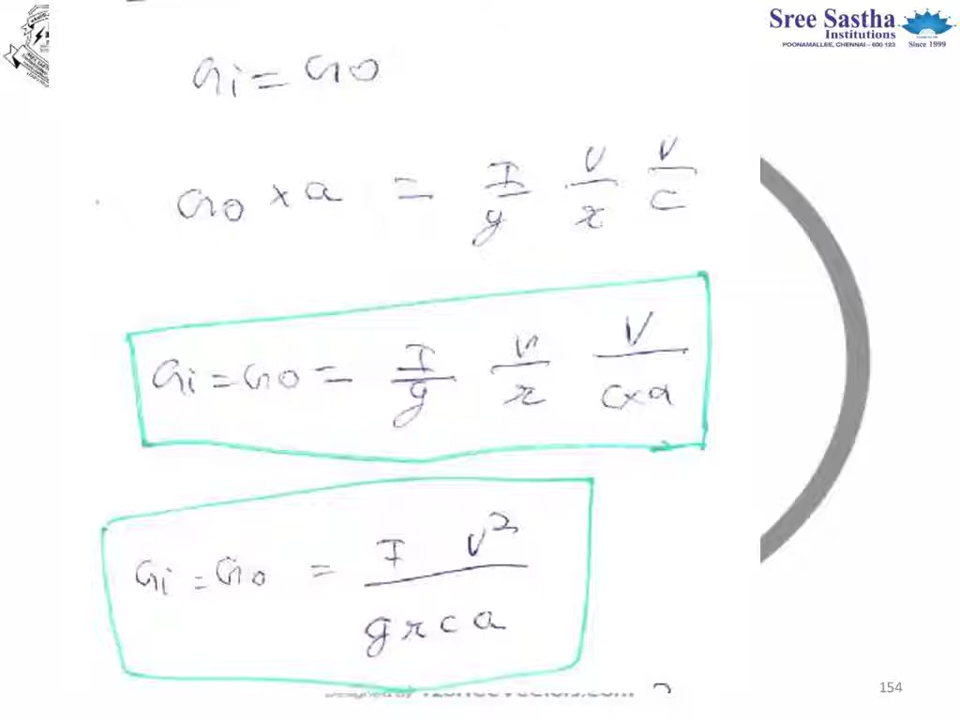 Sree Sastha
Institutions
POONAMALLEE, CHENNAI - 600 123 Since 1999
Gi = Go
Go × a = I/g V/r V/c
Gi = Go = I/g V/r V/c×a
Gi = Go = I V²/g r c a
154